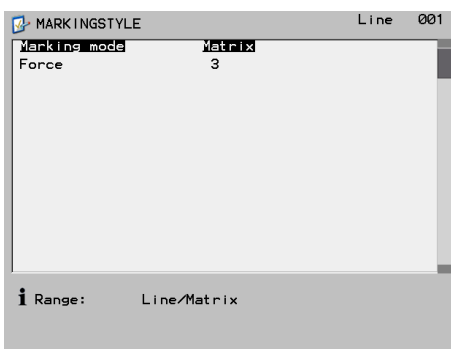 MARKINGSTYLE Line 001
Marking mode Matrix
Force 3
i Range: Line/Matrix